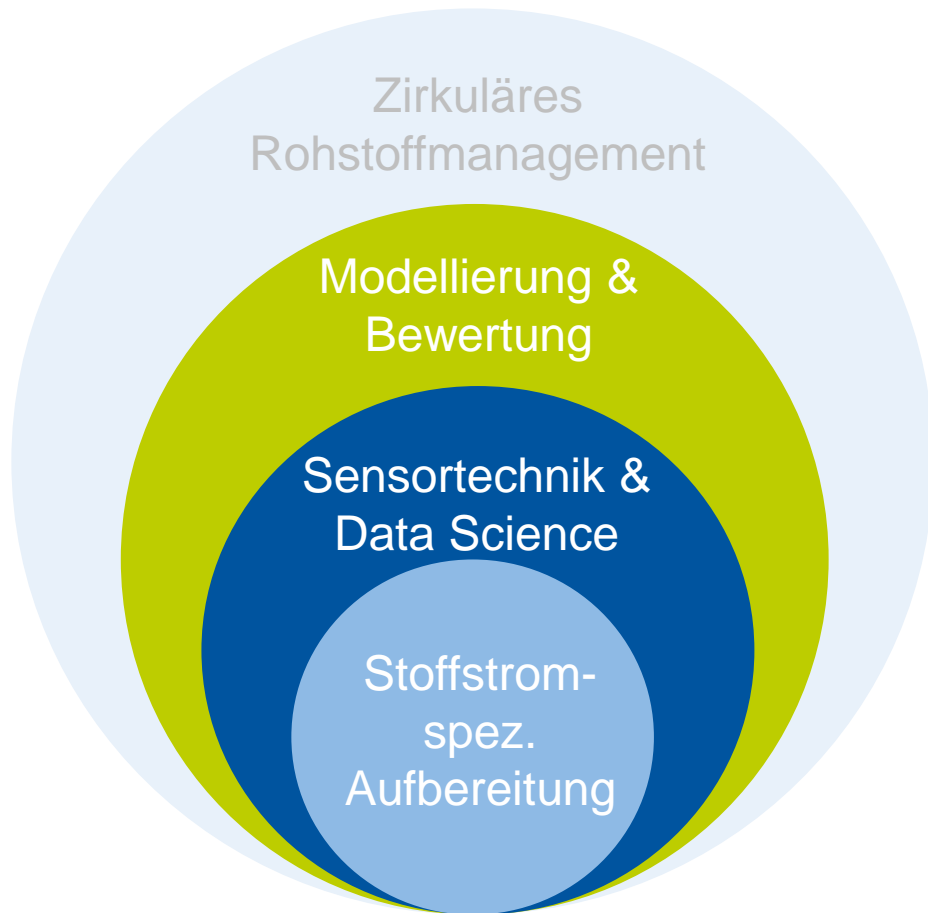 Zirkuläres
Rohstoffmanagement
Modellierung &
Bewertung
Sensortechnik &
Data Science
Stoffstrom-
spez.
Aufbereitung